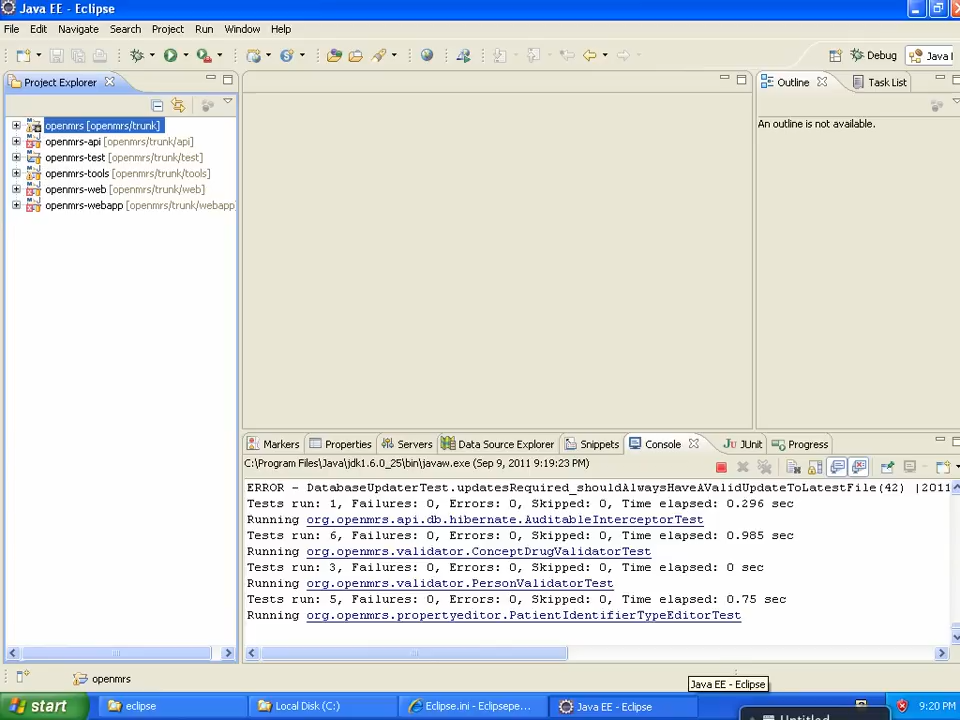 Java EE - Eclipse
File Edit Navigate Search Project Run Window Help
Debug
Java
Project Explorer
openmrs [openmrs/trunk]
openmrs-api [openmrs/trunk/api]
openmrs-test [openmrs/trunk/test]
openmrs-tools [openmrs/trunk/tools]
openmrs-web [openmrs/trunk/web]
openmrs-webapp [openmrs/trunk/webapp
Outline
Task List
An outline is not available.
Markers Properties Servers Data Source Explorer Snippets Console JUnit Progress
C:\Program Files\Java\jdk1.6.0_25\bin\javaw.exe (Sep 9, 2011 9:19:23 PM)
ERROR - DatabaseUpdaterTest.updatesRequired_shouldAlwaysHaveAValidUpdateToLatestFile(42) |2011
Tests run: 1, Failures: 0, Errors: 0, Skipped: 0, Time elapsed: 0.296 sec
Running org.openmrs.api.db.hibernate.AuditableInterceptorTest
Tests run: 6, Failures: 0, Errors: 0, Skipped: 0, Time elapsed: 0.985 sec
Running org.openmrs.validator.ConceptDrugValidatorTest
Tests run: 3, Failures: 0, Errors: 0, Skipped: 0, Time elapsed: 0 sec
Running org.openmrs.validator.PersonValidatorTest
Tests run: 5, Failures: 0, Errors: 0, Skipped: 0, Time elapsed: 0.75 sec
Running org.openmrs.propertyeditor.PatientIdentifierTypeEditorTest
openmrs
Java EE - Eclipse
start
eclipse
Local Disk (C:)
Eclipse.ini - Eclipsepe...
Java EE - Eclipse
Untitled
9:20 PM